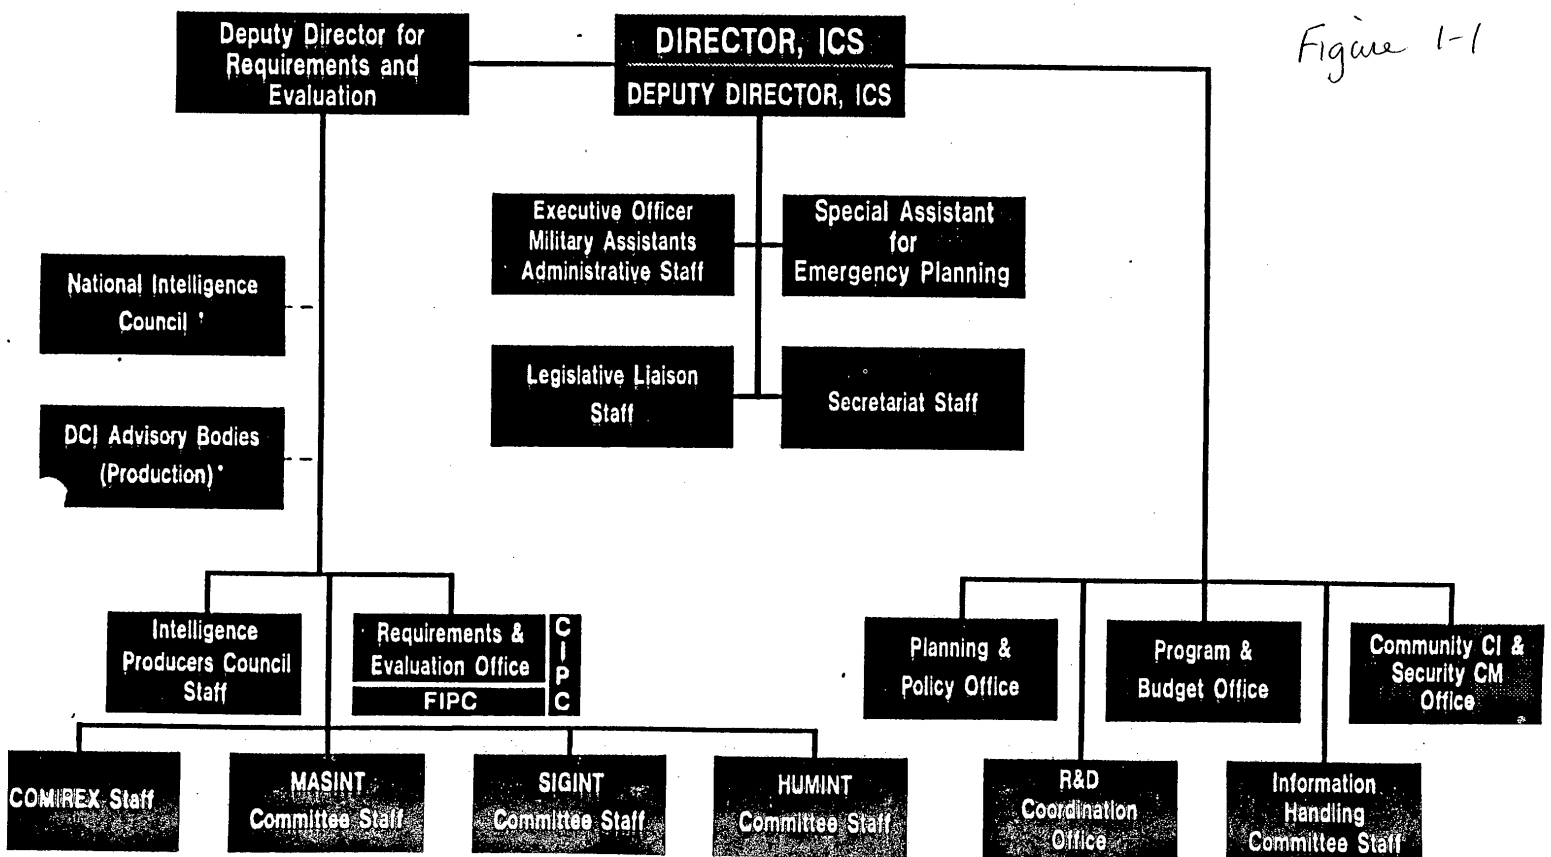 Figure 1-1
DIRECTOR, ICS
DEPUTY DIRECTOR, ICS
Deputy Director for
Requirements and
Evaluation
Executive Officer
Military Assistants
Administrative Staff
Special Assistant
for
Emergency Planning
Legislative Liaison
Staff
Secretariat Staff
National Intelligence
Council *
DCI Advisory Bodies
(Production) *
Intelligence
Producers Council
Staff
Requirements &
Evaluation Office
FIPC
C
I
P
C
COMIREX Staff
MASINT
Committee Staff
SIGINT
Committee Staff
HUMINT
Committee Staff
Planning &
Policy Office
Program &
Budget Office
Community CI &
Security CM
Office
R&D
Coordination
Office
Information
Handling
Committee Staff